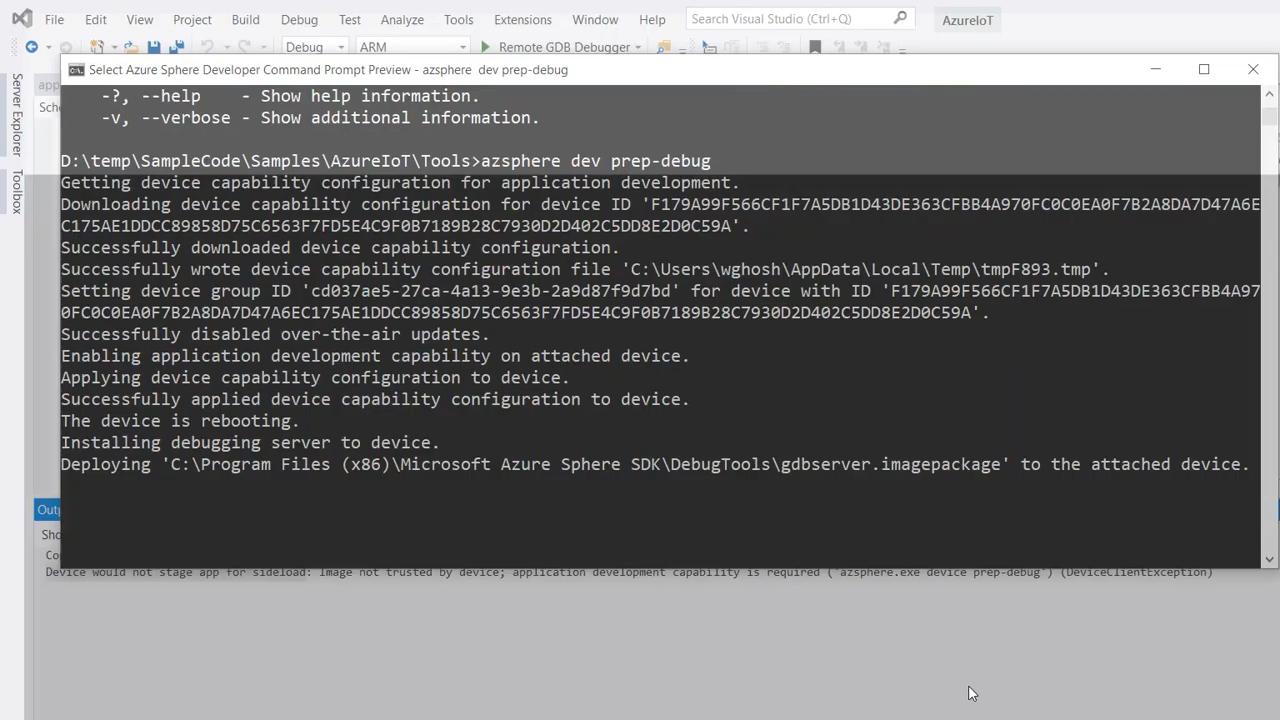 File Edit View Project Build Debug Test Analyze Tools Extensions Window Help Search Visual Studio (Ctrl+Q) AzureIoT
Debug ARM Remote GDB Debugger
Server Explorer
Toolbox
Select Azure Sphere Developer Command Prompt Preview - azsphere dev prep-debug
-?, --help - Show help information.
-v, --verbose - Show additional information.
D:\temp\SampleCode\Samples\AzureIoT\Tools>azsphere dev prep-debug
Getting device capability configuration for application development.
Downloading device capability configuration for device ID 'F179A99F566CF1F7A5DB1D43DE363CFBB4A970FC0C0EA0F7B2A8DA7D47A6E
C175AE1DDCC89858D75C6563F7FD5E4C9F0B7189B28C7930D2D402C5DD8E2D0C59A'.
Successfully downloaded device capability configuration.
Successfully wrote device capability configuration file 'C:\Users\wghosh\AppData\Local\Temp\tmpF893.tmp'.
Setting device group ID 'cd037ae5-27ca-4a13-9e3b-2a9d87f9d7bd' for device with ID 'F179A99F566CF1F7A5DB1D43DE363CFBB4A97
0FC0C0EA0F7B2A8DA7D47A6EC175AE1DDCC89858D75C6563F7FD5E4C9F0B7189B28C7930D2D402C5DD8E2D0C59A'.
Successfully disabled over-the-air updates.
Enabling application development capability on attached device.
Applying device capability configuration to device.
Successfully applied device capability configuration to device.
The device is rebooting.
Installing debugging server to device.
Deploying 'C:\Program Files (x86)\Microsoft Azure Sphere SDK\DebugTools\gdbserver.imagepackage' to the attached device.
Device would not stage app for sideload: Image not trusted by device; application development capability is required ("azsphere.exe device prep-debug") (DeviceClientException)